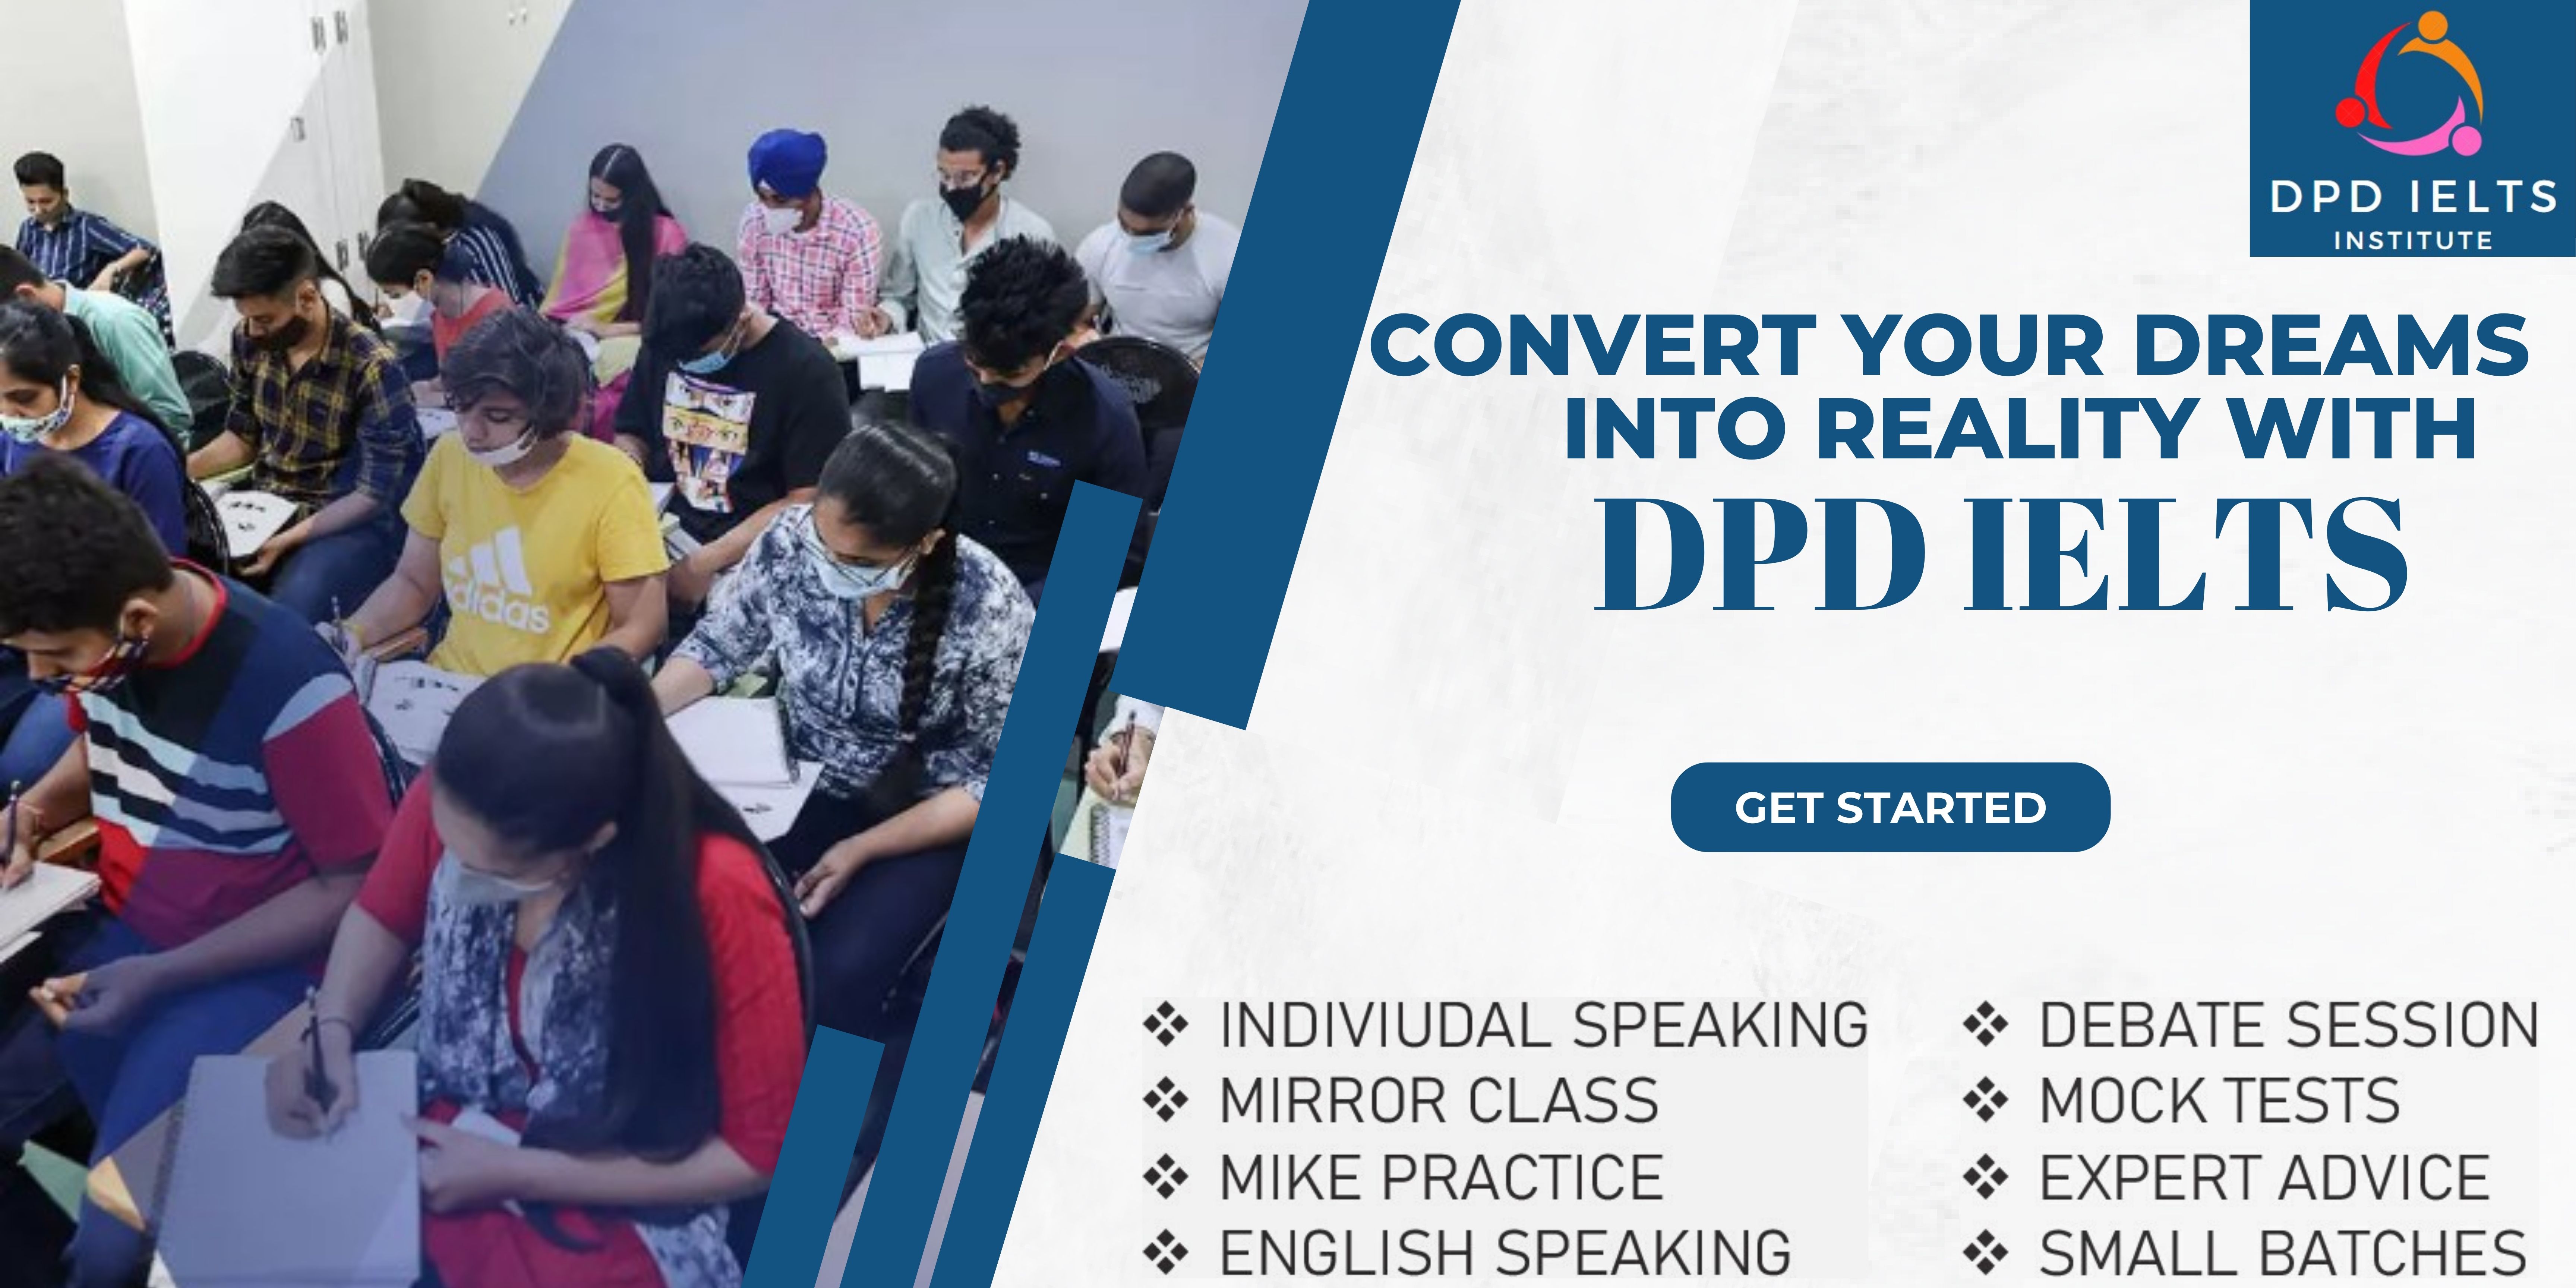 DPD IELTS
INSTITUTE
CONVERT YOUR DREAMS
INTO REALITY WITH
DPD IELTS
GET STARTED
INDIVIUDAL SPEAKING
MIRROR CLASS
MIKE PRACTICE
ENGLISH SPEAKING
DEBATE SESSION
MOCK TESTS
EXPERT ADVICE
SMALL BATCHES
adidas